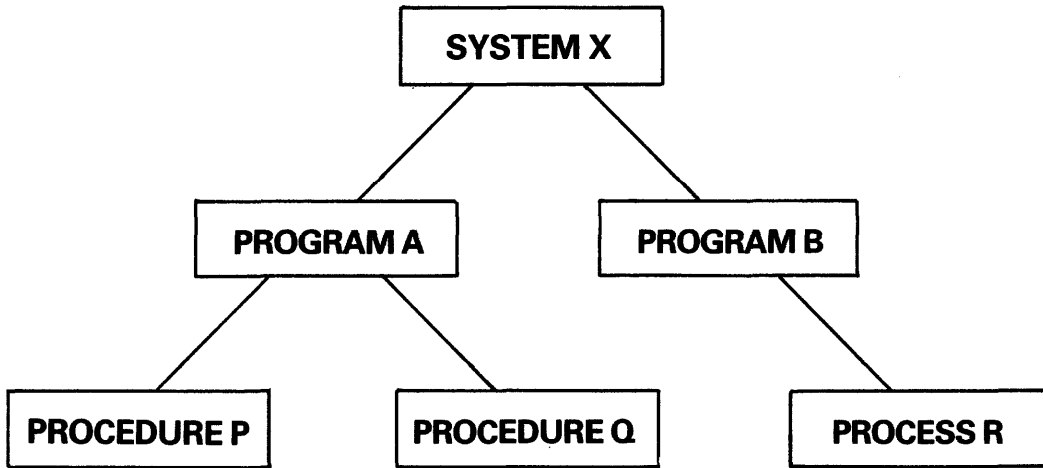 SYSTEM X
PROGRAM A
PROGRAM B
PROCEDURE P
PROCEDURE Q
PROCESS R